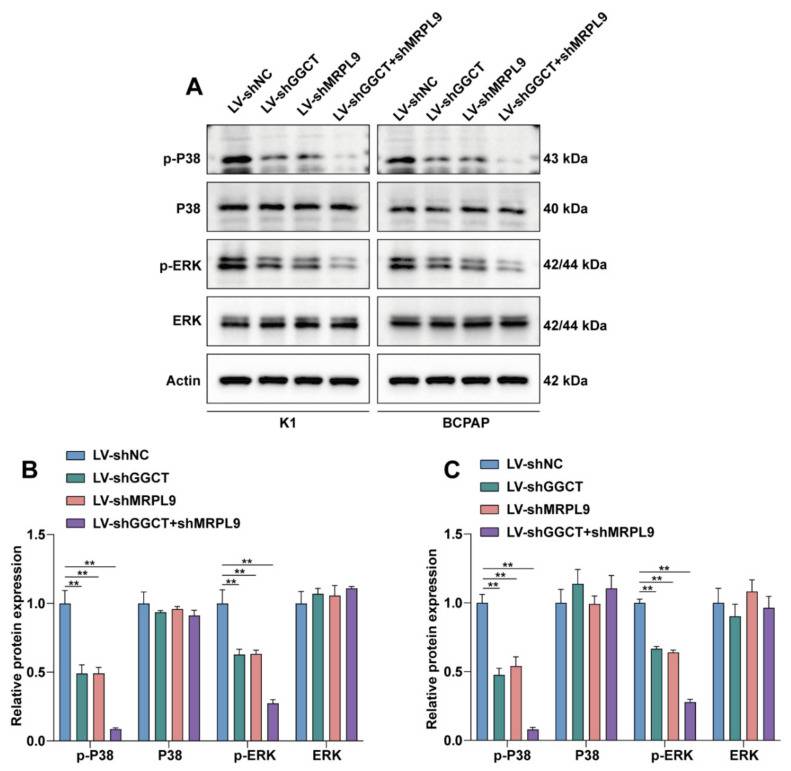 A
LV-shNC LV-shGGCT LV-shMRPL9 LV-shGGCT+shMRPL9 LV-shNC LV-shGGCT LV-shMRPL9 LV-shGGCT+shMRPL9
p-P38 43 kDa
P38 40 kDa
p-ERK 42/44 kDa
ERK 42/44 kDa
Actin 42 kDa
K1 BCPAP
B
LV-shNC
LV-shGGCT
LV-shMRPL9
LV-shGGCT+shMRPL9
Relative protein expression
1.5
1.0
0.5
0.0
** ** **
** ** **
p-P38 P38 p-ERK ERK
C
LV-shNC
LV-shGGCT
LV-shMRPL9
LV-shGGCT+shMRPL9
Relative protein expression
1.5
1.0
0.5
0.0
** ** **
** ** **
p-P38 P38 p-ERK ERK